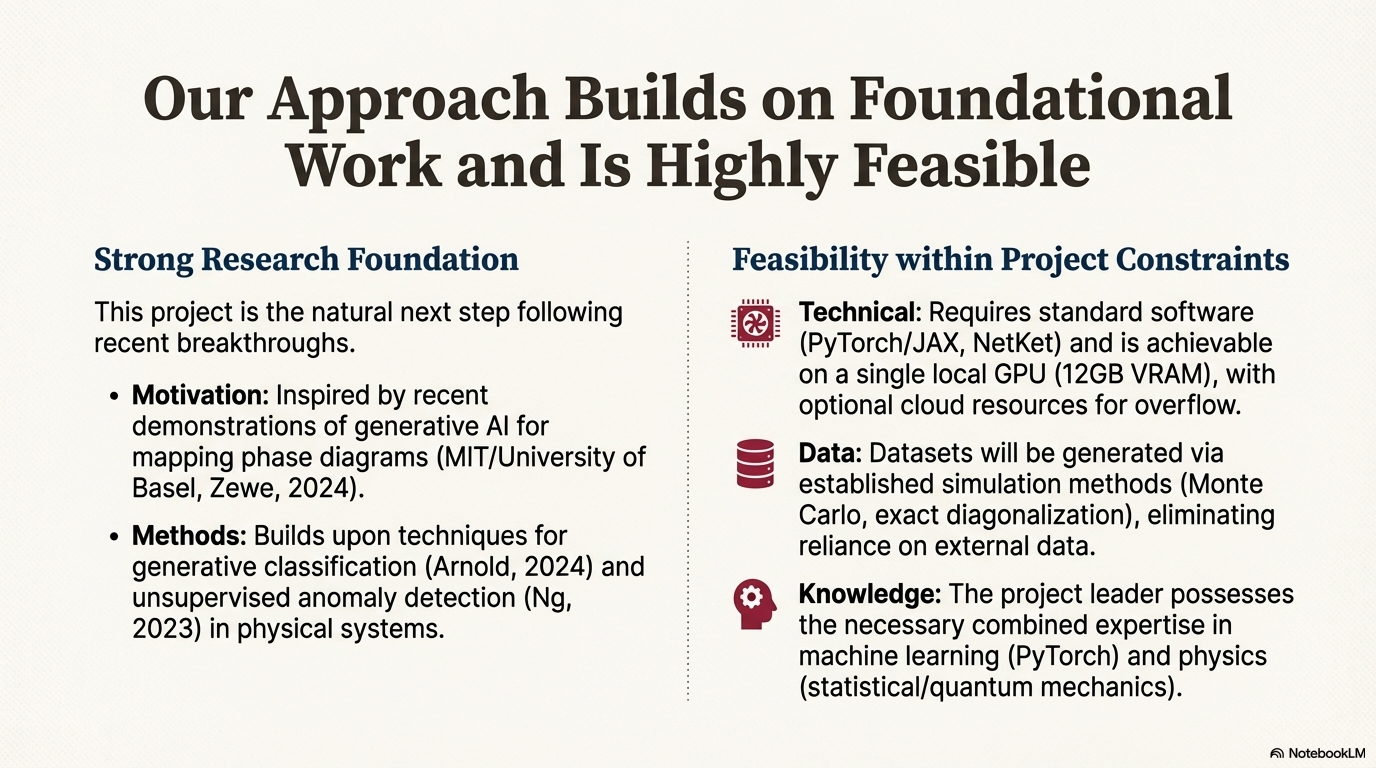 Our Approach Builds on Foundational
Work and Is Highly Feasible
Strong Research Foundation
This project is the natural next step following
recent breakthroughs.
• Motivation: Inspired by recent
demonstrations of generative AI for
mapping phase diagrams (MIT/University of
Basel, Zewe, 2024).
• Methods: Builds upon techniques for
generative classification (Arnold, 2024) and
unsupervised anomaly detection (Ng,
2023) in physical systems.
Feasibility within Project Constraints
Technical: Requires standard software
(PyTorch/JAX, NetKet) and is achievable
on a single local GPU (12GB VRAM), with
optional cloud resources for overflow.
Data: Datasets will be generated via
established simulation methods (Monte
Carlo, exact diagonalization), eliminating
reliance on external data.
Knowledge: The project leader possesses
the necessary combined expertise in
machine learning (PyTorch) and physics
(statistical/quantum mechanics).
NotebookLM